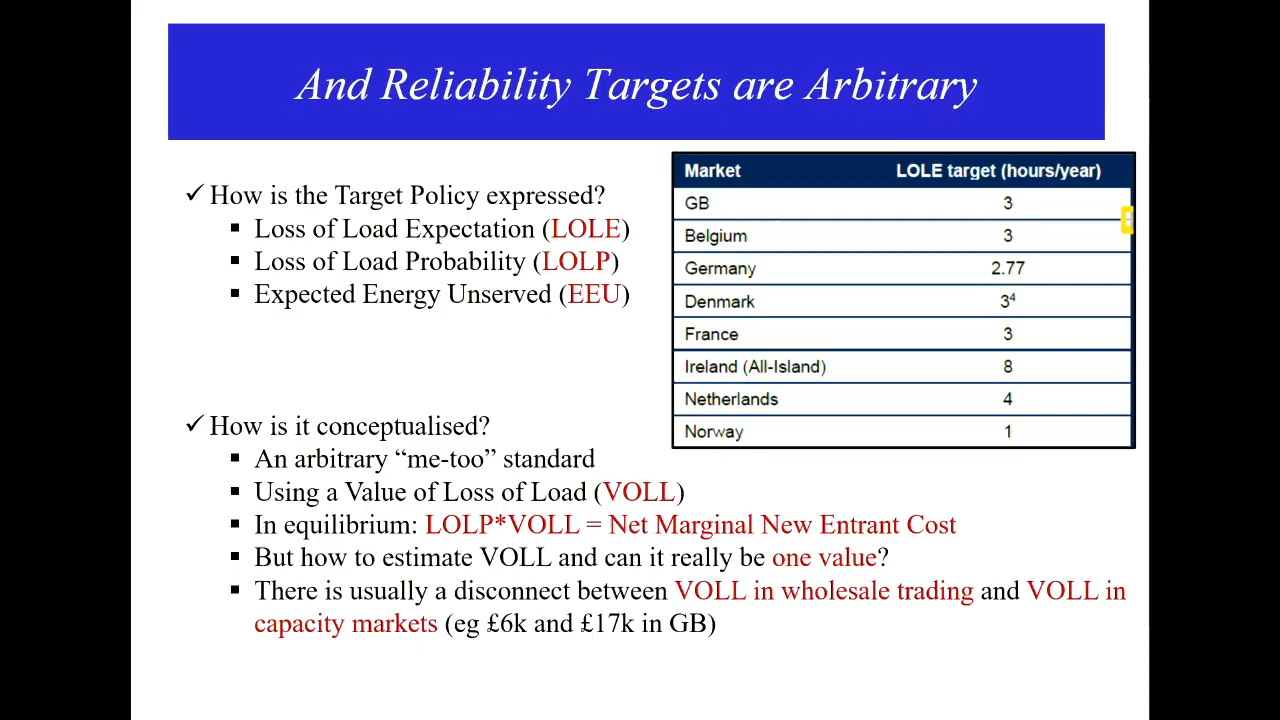 And Reliability Targets are Arbitrary
✓ How is the Target Policy expressed?
▪ Loss of Load Expectation (LOLE)
▪ Loss of Load Probability (LOLP)
▪ Expected Energy Unserved (EEU)
Market LOLE target (hours/year)
GB 3
Belgium 3
Germany 2.77
Denmark 3⁴
France 3
Ireland (All-Island) 8
Netherlands 4
Norway 1
✓ How is it conceptualised?
▪ An arbitrary “me-too” standard
▪ Using a Value of Loss of Load (VOLL)
▪ In equilibrium: LOLP*VOLL = Net Marginal New Entrant Cost
▪ But how to estimate VOLL and can it really be one value?
▪ There is usually a disconnect between VOLL in wholesale trading and VOLL in
capacity markets (eg £6k and £17k in GB)